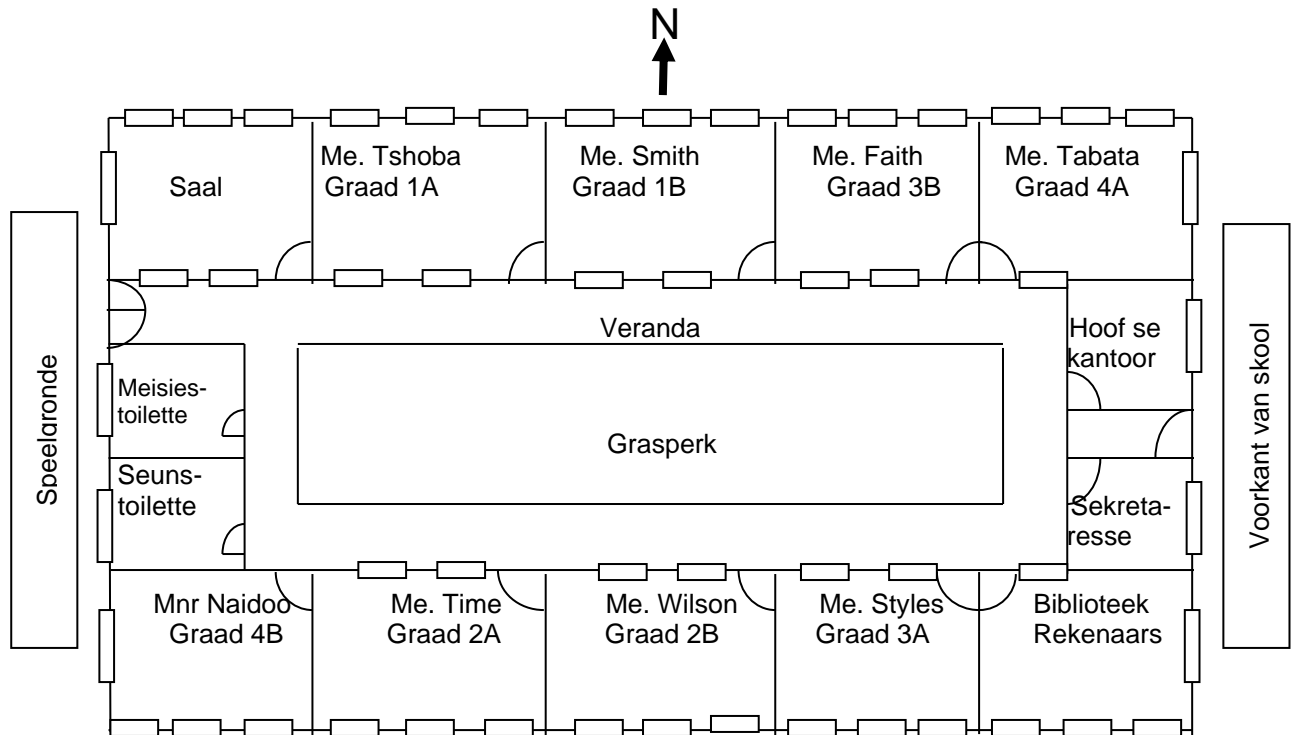 N
Saal
Me. Tshoba
Graad 1A
Me. Smith
Graad 1B
Me. Faith
Graad 3B
Me. Tabata
Graad 4A
Speelgronde
Veranda
Hoof se
kantoor
Meisies-
toilette
Grasperk
Voorkant van skool
Seuns-
toilette
Sekreta-
resse
Mnr Naidoo
Graad 4B
Me. Time
Graad 2A
Me. Wilson
Graad 2B
Me. Styles
Graad 3A
Biblioteek
Rekenaars